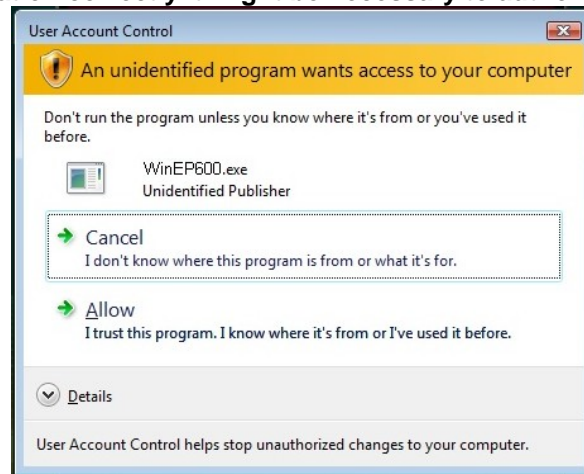 User Account Control
An unidentified program wants access to your computer
Don't run the program unless you know where it's from or you've used it
before.
WinEP600.exe
Unidentified Publisher
Cancel
I don't know where this program is from or what it's for.
Allow
I trust this program. I know where it's from or I've used it before.
Details
User Account Control helps stop unauthorized changes to your computer.